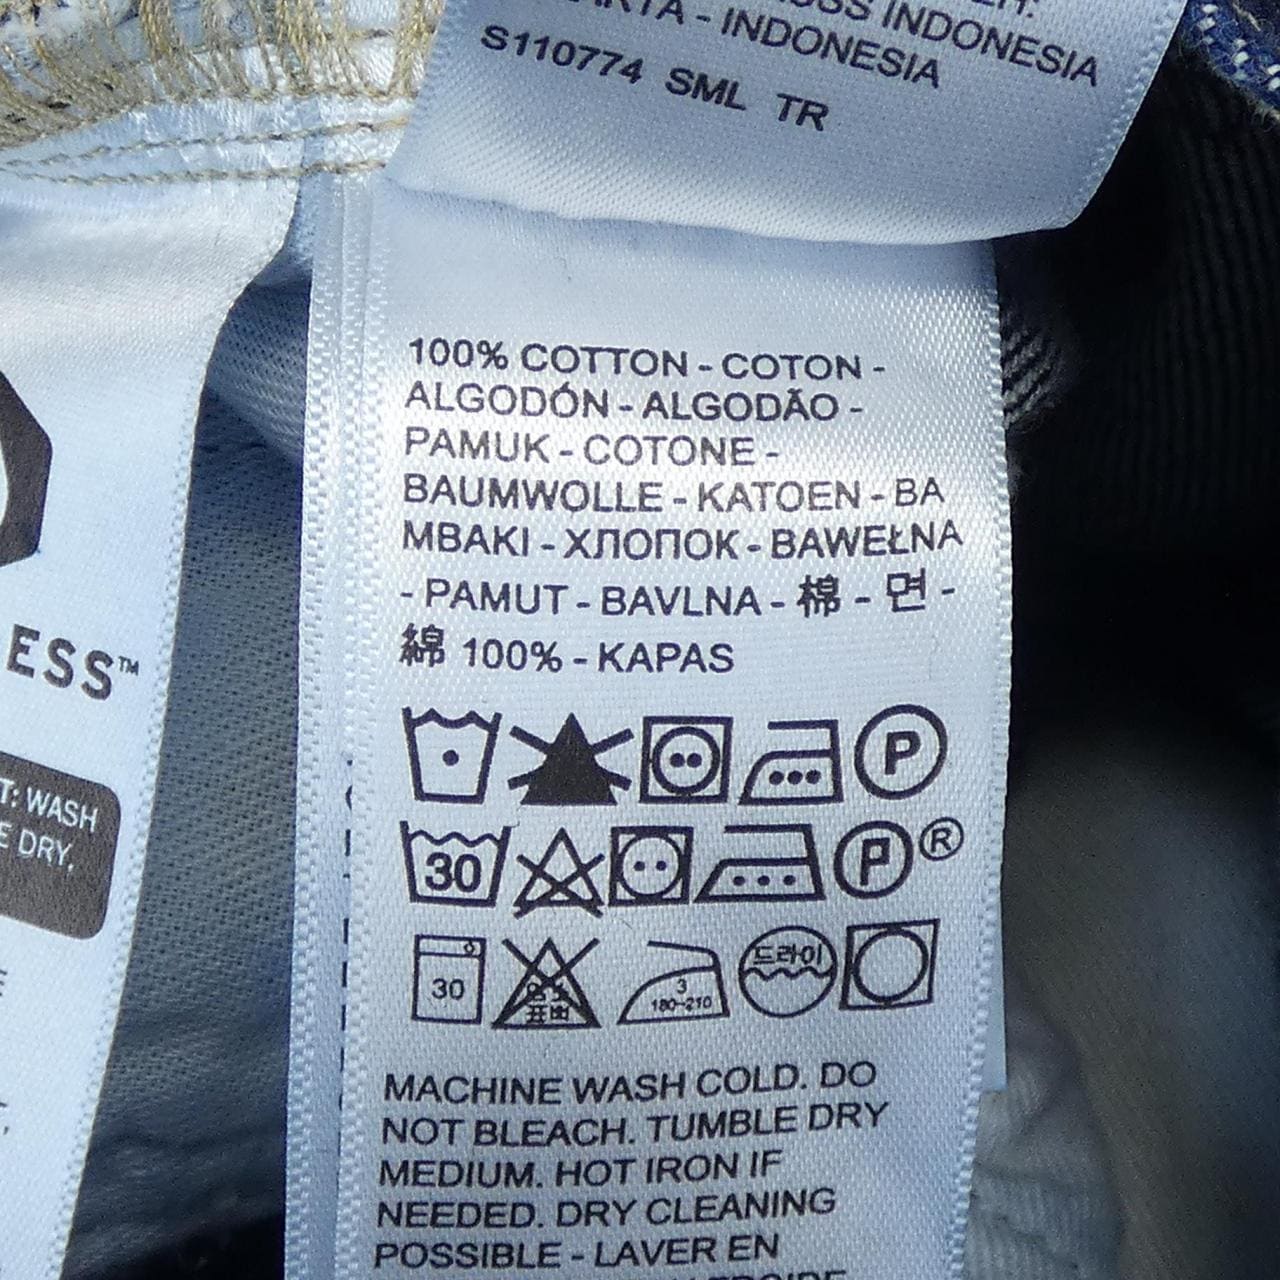 INDONESIA
- INDONESIA
S110774 SML TR
100% COTTON - COTON -
ALGODÓN - ALGODÃO -
PAMUK - COTONE -
BAUMWOLLE - KATOEN - BA
MBAKI - ХЛОПОК - BAWEŁNA
- PAMUT - BAVLNA - 棉 - 면 -
綿 100% - KAPAS
P
30 P ®
30 3 180~210 드라이
MACHINE WASH COLD. DO
NOT BLEACH. TUMBLE DRY
MEDIUM. HOT IRON IF
NEEDED. DRY CLEANING
POSSIBLE - LAVER EN
ESS™
T: WASH
E DRY,